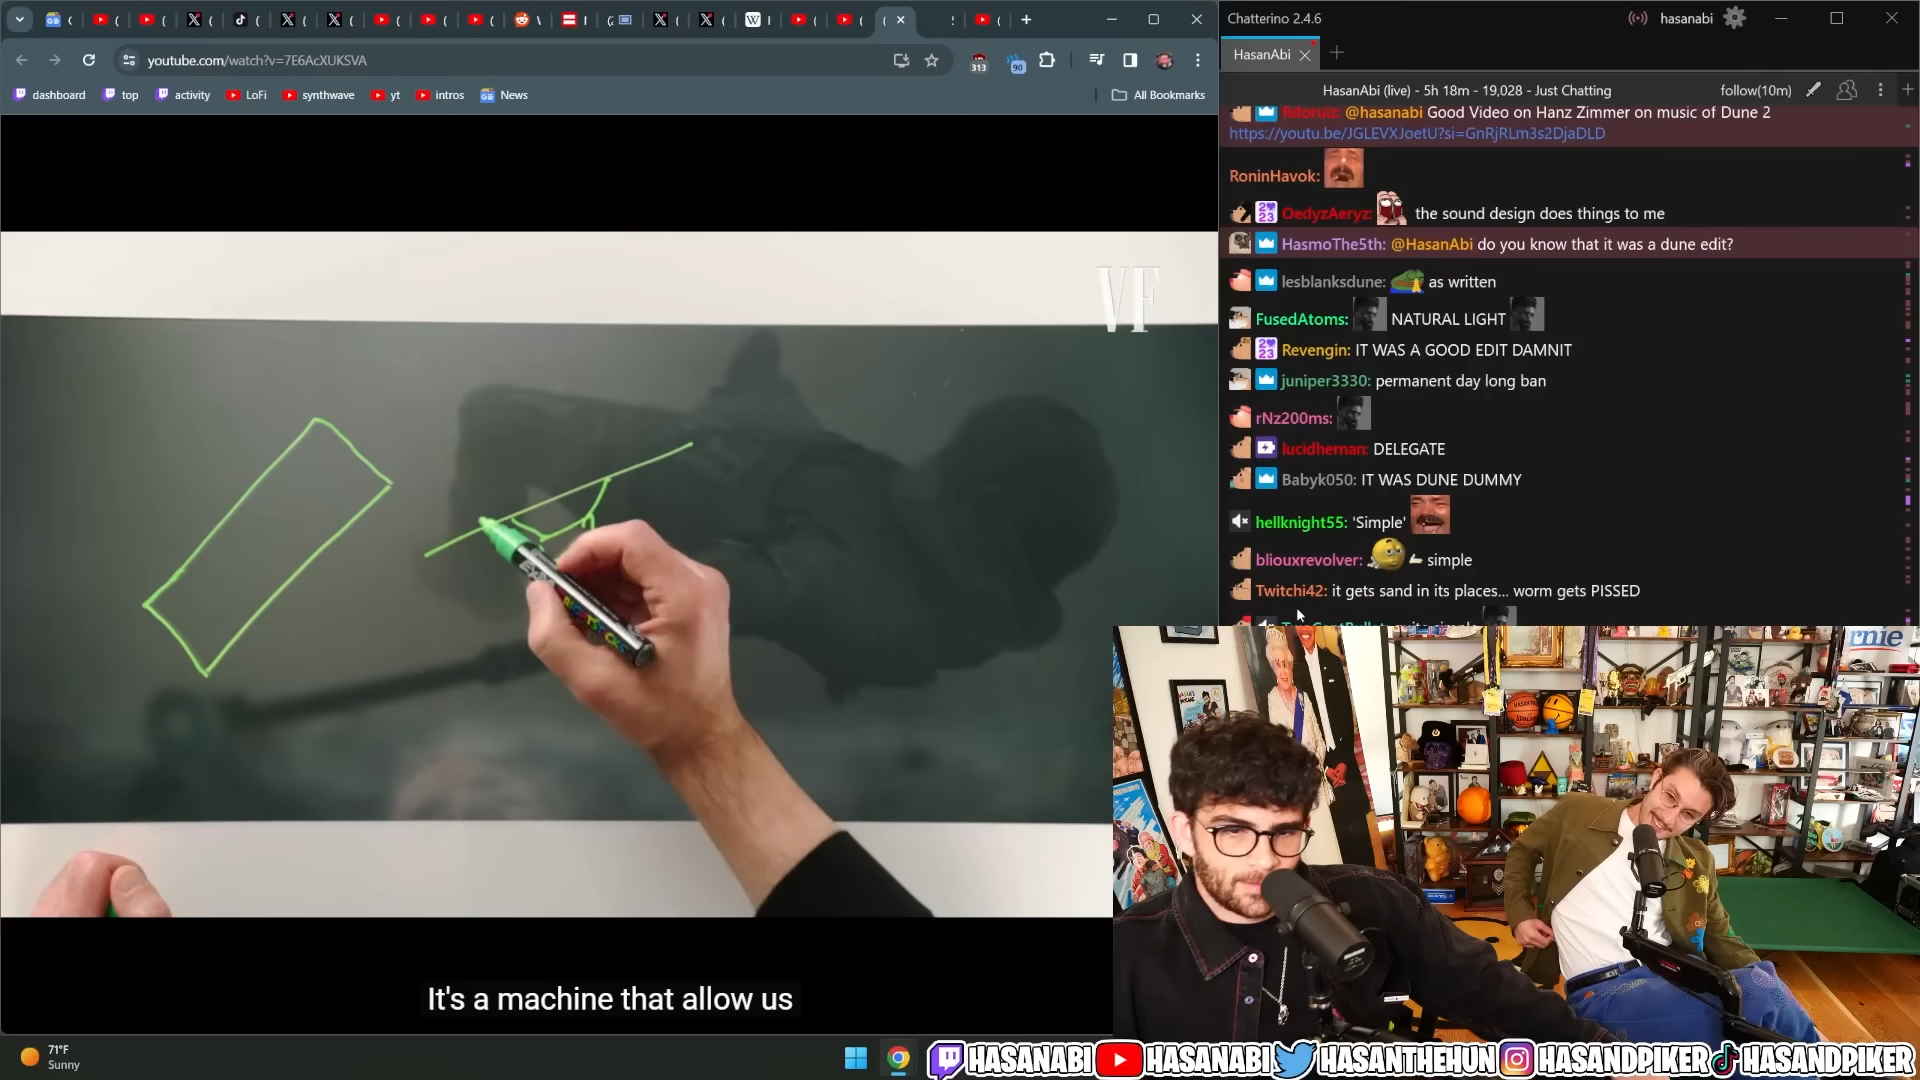 youtube.com/watch?v=7E6AcXUKSVA
313
90
dashboard
top
activity
LoFi
synthwave
yt
intros
News
All Bookmarks
VF
EXPO
It's a machine that allow us
71°F
Sunny
Chatterino 2.4.6
hasanabi
HasanAbi
HasanAbi (live) - 5h 18m - 19,028 - Just Chatting
follow(10m)
fidoruiz: @hasanabi Good Video on Hanz Zimmer on music of Dune 2
https://youtu.be/JGLEVXJoetU?si=GnRjRLm3s2DjaDLD
RoninHavok:
OedyzAeryz: the sound design does things to me
HasmoThe5th: @HasanAbi do you know that it was a dune edit?
lesblanksdune: as written
FusedAtoms: NATURAL LIGHT
Revengin: IT WAS A GOOD EDIT DAMNIT
juniper3330: permanent day long ban
rNz200ms:
lucidhernan: DELEGATE
Babyk050: IT WAS DUNE DUMMY
hellknight55: 'Simple'
bliouxrevolver: simple
Twitchi42: it gets sand in its places... worm gets PISSED
rnie
HASANABI HASANABI HASANTHEHUN HASANDPIKER HASANDPIKER